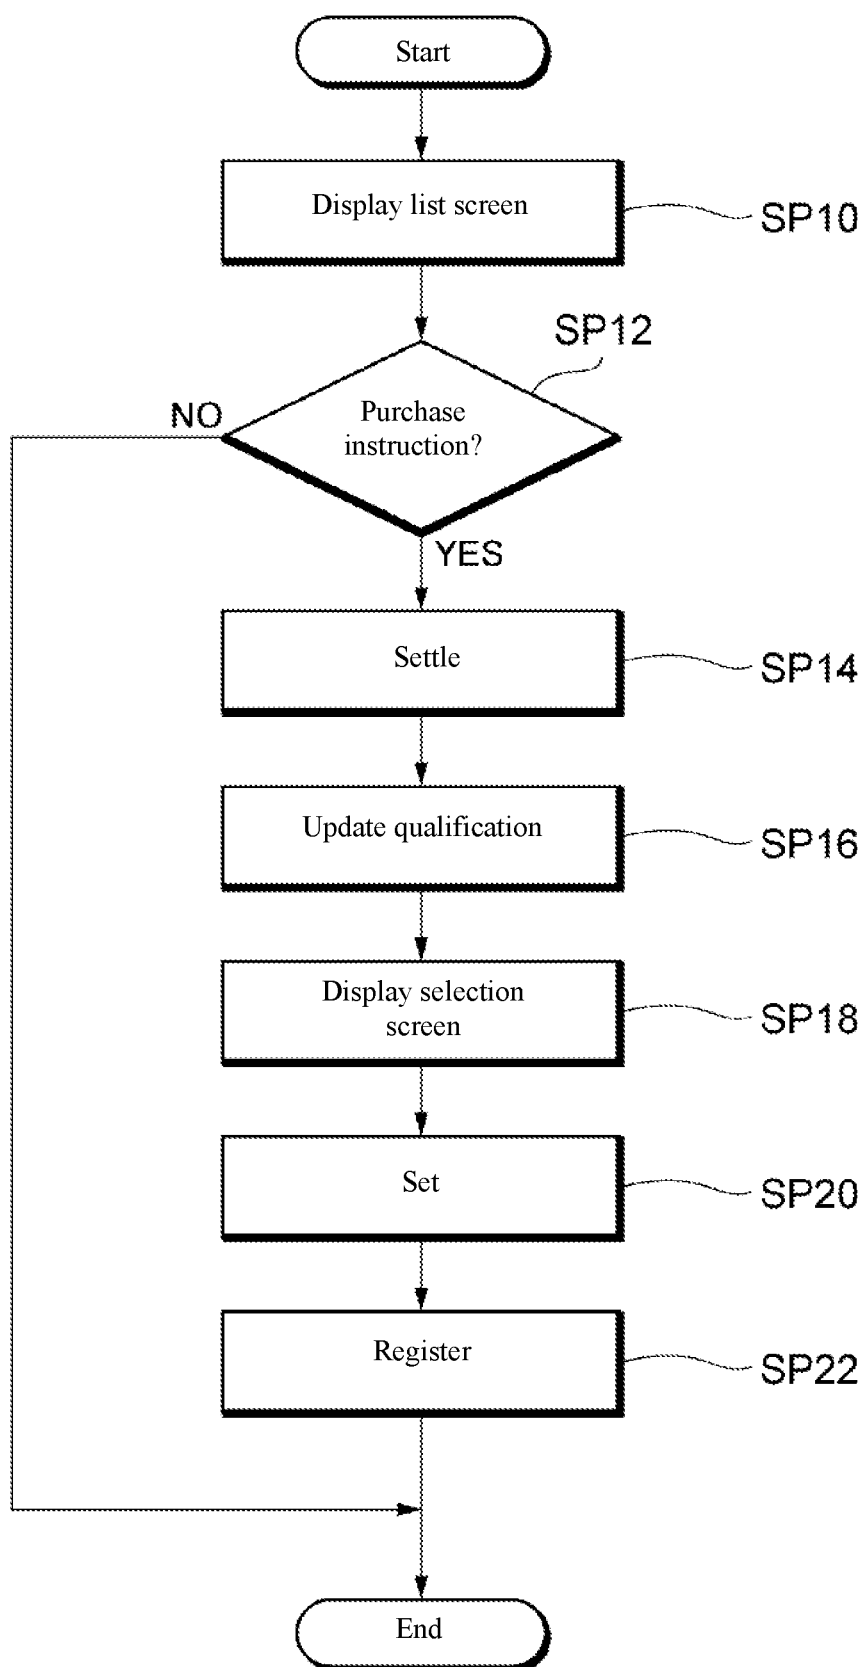 Start
Display list screen
SP10
SP12
Purchase
instruction?
NO
YES
Settle
SP14
Update qualification
SP16
Display selection
screen
SP18
Set
SP20
Register
SP22
End